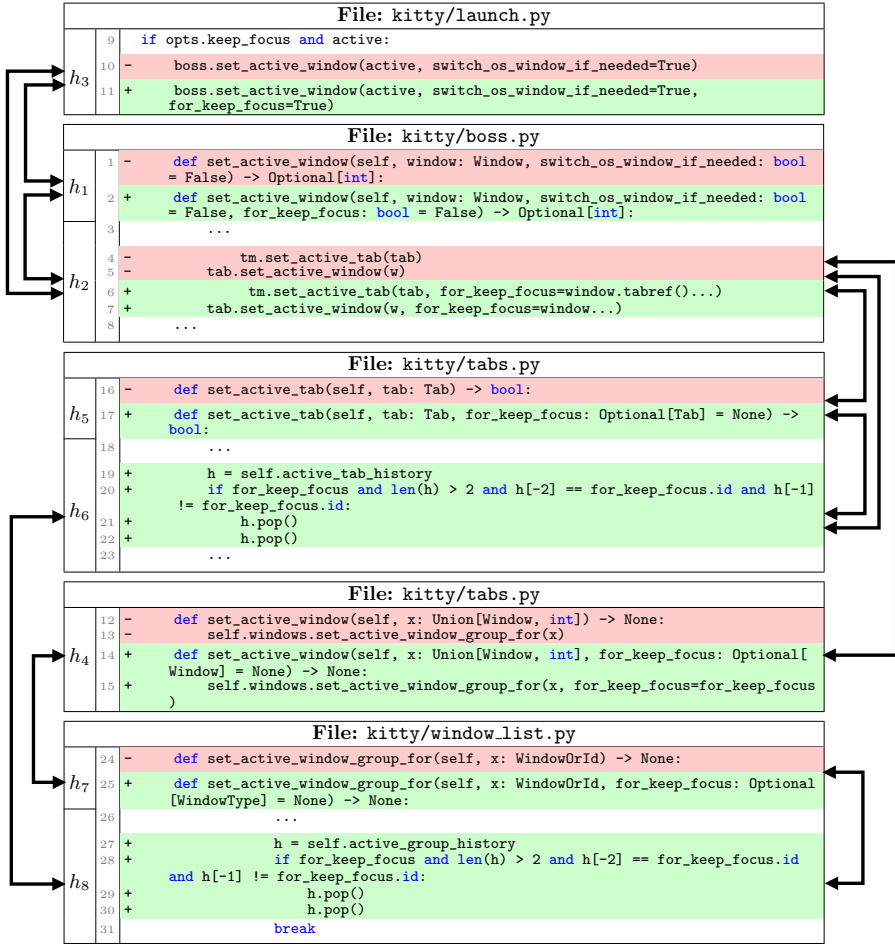 File: kitty/launch.py
h3
9 if opts.keep_focus and active:
10 - boss.set_active_window(active, switch_os_window_if_needed=True)
11 + boss.set_active_window(active, switch_os_window_if_needed=True,
for_keep_focus=True)
File: kitty/boss.py
h1
1 - def set_active_window(self, window: Window, switch_os_window_if_needed: bool
= False) -> Optional[int]:
2 + def set_active_window(self, window: Window, switch_os_window_if_needed: bool
= False, for_keep_focus: bool = False) -> Optional[int]:
h2
3 ...
4 - tm.set_active_tab(tab)
5 - tab.set_active_window(w)
6 + tm.set_active_tab(tab, for_keep_focus=window.tabref()...)
7 + tab.set_active_window(w, for_keep_focus=window...)
8 ...
File: kitty/tabs.py
h5
16 - def set_active_tab(self, tab: Tab) -> bool:
17 + def set_active_tab(self, tab: Tab, for_keep_focus: Optional[Tab] = None) ->
bool:
h6
18 ...
19 + h = self.active_tab_history
20 + if for_keep_focus and len(h) > 2 and h[-2] == for_keep_focus.id and h[-1]
!= for_keep_focus.id:
21 + h.pop()
22 + h.pop()
23 ...
File: kitty/tabs.py
h4
12 - def set_active_window(self, x: Union[Window, int]) -> None:
13 - self.windows.set_active_window_group_for(x)
14 + def set_active_window(self, x: Union[Window, int], for_keep_focus: Optional[
Window] = None) -> None:
15 + self.windows.set_active_window_group_for(x, for_keep_focus=for_keep_focus
)
File: kitty/window_list.py
h7
24 - def set_active_window_group_for(self, x: WindowOrId) -> None:
25 + def set_active_window_group_for(self, x: WindowOrId, for_keep_focus: Optional
[WindowType] = None) -> None:
h8
26 ...
27 + h = self.active_group_history
28 + if for_keep_focus and len(h) > 2 and h[-2] == for_keep_focus.id
and h[-1] != for_keep_focus.id:
29 + h.pop()
30 + h.pop()
31 break